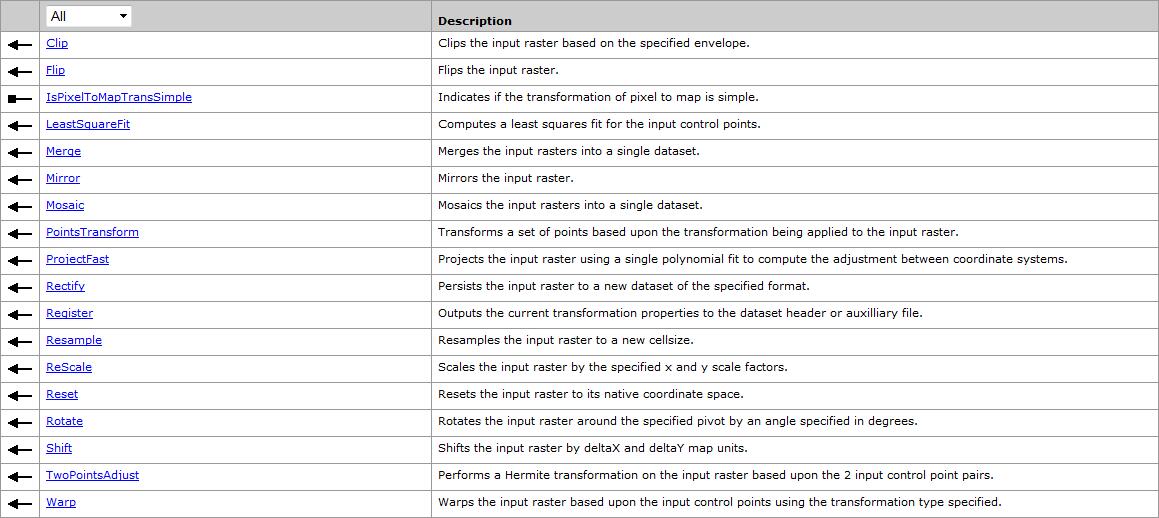 All Description
Clip Clips the input raster based on the specified envelope.
Flip Flips the input raster.
IsPixelToMapTransSimple Indicates if the transformation of pixel to map is simple.
LeastSquareFit Computes a least squares fit for the input control points.
Merge Merges the input rasters into a single dataset.
Mirror Mirrors the input raster.
Mosaic Mosaics the input rasters into a single dataset.
PointsTransform Transforms a set of points based upon the transformation being applied to the input raster.
ProjectFast Projects the input raster using a single polynomial fit to compute the adjustment between coordinate systems.
Rectify Persists the input raster to a new dataset of the specified format.
Register Outputs the current transformation properties to the dataset header or auxilliary file.
Resample Resamples the input raster to a new cellsize.
ReScale Scales the input raster by the specified x and y scale factors.
Reset Resets the input raster to its native coordinate space.
Rotate Rotates the input raster around the specified pivot by an angle specified in degrees.
Shift Shifts the input raster by deltaX and deltaY map units.
TwoPointsAdjust Performs a Hermite transformation on the input raster based upon the 2 input control point pairs.
Warp Warps the input raster based upon the input control points using the transformation type specified.